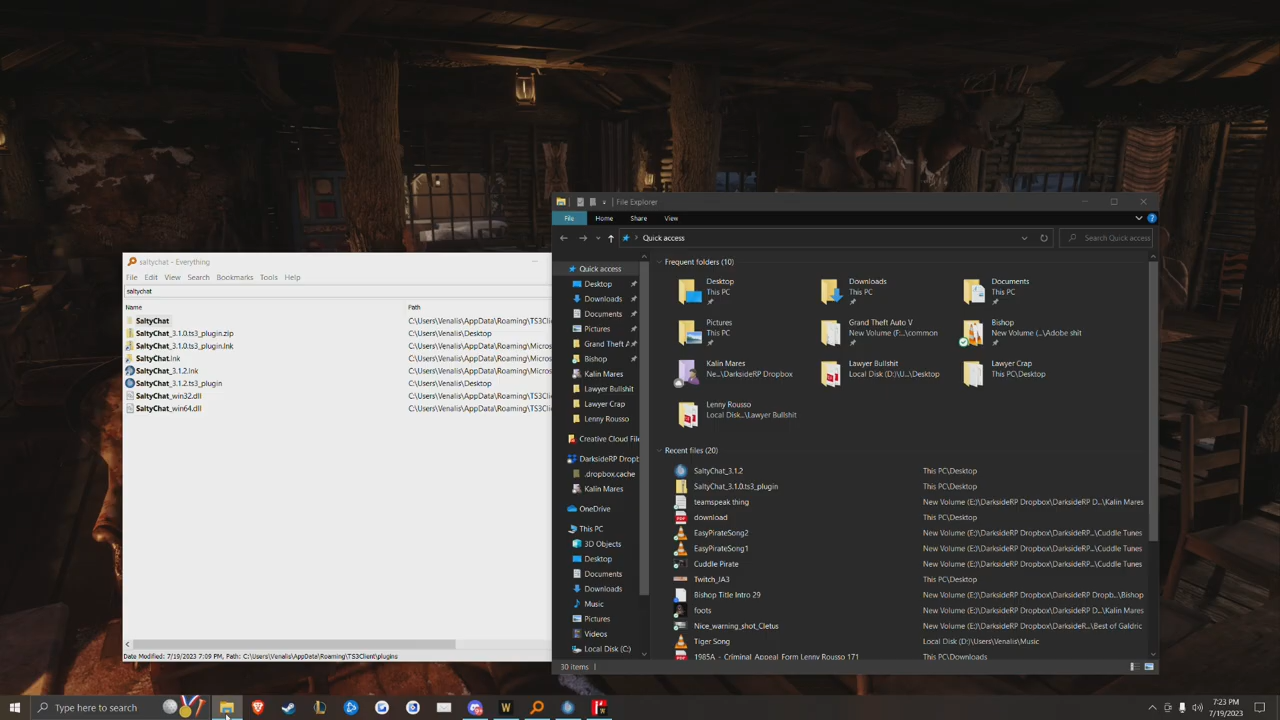 File Explorer
File Home Share View
Quick access
Search Quick access
saltychat - Everything
File Edit View Search Bookmarks Tools Help
saltychat
Name Path
SaltyChat C:\Users\Venalis\AppData\Roaming\TS3Clie
SaltyChat_3.1.0.ts3_plugin.zip C:\Users\Venalis\Desktop
SaltyChat_3.1.0.ts3_plugin.lnk C:\Users\Venalis\AppData\Roaming\Micros
SaltyChat.lnk C:\Users\Venalis\AppData\Roaming\Micros
SaltyChat_3.1.2.lnk C:\Users\Venalis\AppData\Roaming\Micros
SaltyChat_3.1.2.ts3_plugin C:\Users\Venalis\Desktop
SaltyChat_win32.dll C:\Users\Venalis\AppData\Roaming\TS3Clie
SaltyChat_win64.dll C:\Users\Venalis\AppData\Roaming\TS3Clie
Date Modified: 7/19/2023 7:09 PM, Path: C:\Users\Venalis\AppData\Roaming\TS3Client\plugins
Quick access
Desktop
Downloads
Documents
Pictures
Grand Theft A
Bishop
Kalin Mares
Lawyer Bullshit
Lawyer Crap
Lenny Rousso
Creative Cloud File
DarksideRP Dropb
.dropbox.cache
Kalin Mares
OneDrive
This PC
3D Objects
Desktop
Documents
Downloads
Music
Pictures
Videos
Local Disk (C:)
Frequent folders (10)
Desktop
This PC
Downloads
This PC
Documents
This PC
Pictures
This PC
Grand Theft Auto V
New Volume (F:)\common
Bishop
New Volume (...\Adobe shit
Kalin Mares
Ne...\DarksideRP Dropbox
Lawyer Bullshit
Local Disk (D:)\U...\Desktop
Lawyer Crap
This PC\Desktop
Lenny Rousso
Local Disk...\Lawyer Bullshit
Recent files (20)
SaltyChat_3.1.2 This PC\Desktop
SaltyChat_3.1.0.ts3_plugin This PC\Desktop
teamspeak thing New Volume (E:)\DarksideRP Dropbox\DarksideRP D...\Kalin Mares
download This PC\Desktop
EasyPirateSong2 New Volume (E:)\DarksideRP Dropbox\DarksideRP...\Cuddle Tunes
EasyPirateSong1 New Volume (E:)\DarksideRP Dropbox\DarksideRP...\Cuddle Tunes
Cuddle Pirate New Volume (E:)\DarksideRP Dropbox\DarksideRP...\Cuddle Tunes
Twitch_JA3 This PC\Desktop
Bishop Title Intro 29 New Volume (E:)\DarksideRP Dropbox\DarksideRP Dropb...\Bishop
foots New Volume (E:)\DarksideRP Dropbox\DarksideRP D...\Kalin Mares
Nice_warning_shot_Cletus New Volume (E:)\DarksideRP Dropbox\DarksideRP...\Best of Galdric
Tiger Song Local Disk (D:)\Users\Venalis\Music
1985A - Criminal Appeal Form Lenny Rousso 171 This PC\Downloads
30 items
Type here to search
7:23 PM
7/19/2023